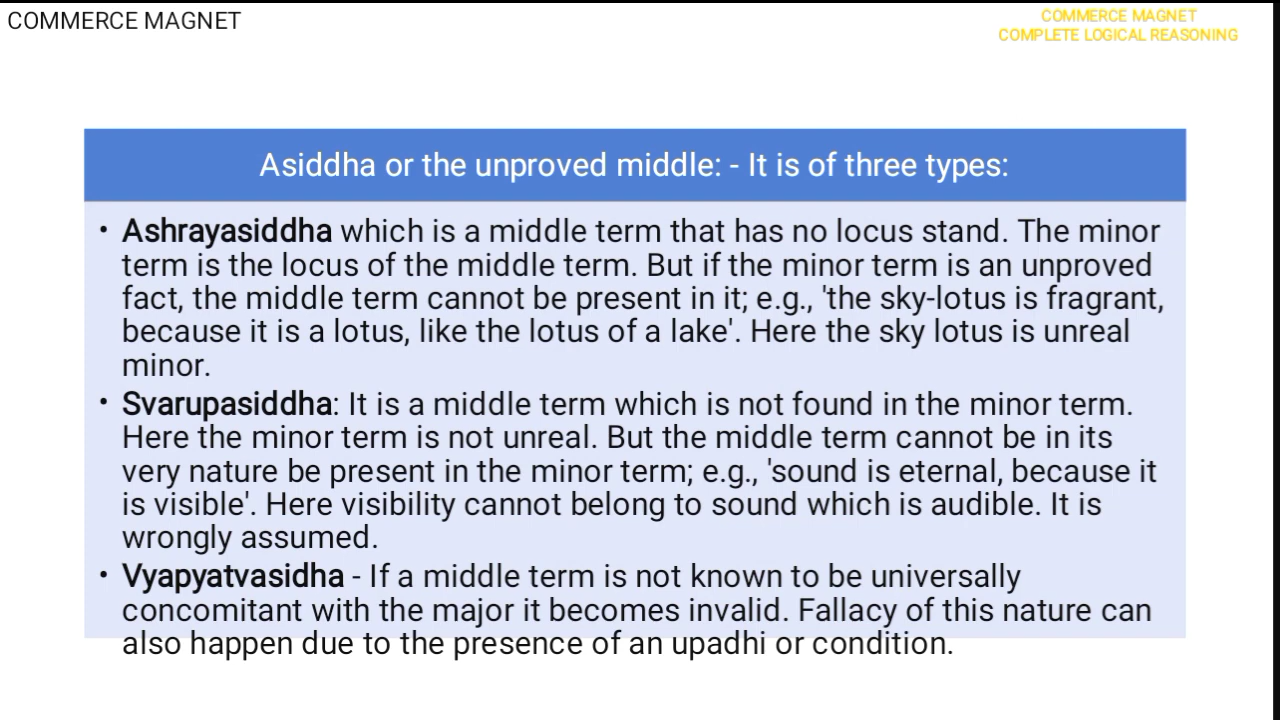 COMMERCE MAGNET
COMMERCE MAGNET
COMPLETE LOGICAL REASONING
Asiddha or the unproved middle: - It is of three types:
• Ashrayasiddha which is a middle term that has no locus stand. The minor
term is the locus of the middle term. But if the minor term is an unproved
fact, the middle term cannot be present in it; e.g., 'the sky-lotus is fragrant,
because it is a lotus, like the lotus of a lake'. Here the sky lotus is unreal
minor.
• Svarupasiddha: It is a middle term which is not found in the minor term.
Here the minor term is not unreal. But the middle term cannot be in its
very nature be present in the minor term; e.g., 'sound is eternal, because it
is visible'. Here visibility cannot belong to sound which is audible. It is
wrongly assumed.
• Vyapyatvasidha - If a middle term is not known to be universally
concomitant with the major it becomes invalid. Fallacy of this nature can
also happen due to the presence of an upadhi or condition.